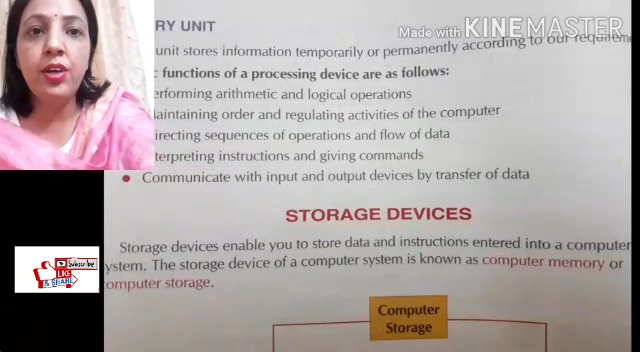 RY UNIT
Made with KINEMASTER
unit stores information temporarily or permanently according to our requireme
functions of a processing device are as follows:
erforming arithmetic and logical operations
aintaining order and regulating activities of the computer
irecting sequences of operations and flow of data
terpreting instructions and giving commands
• Communicate with input and output devices by transfer of data
STORAGE DEVICES
Storage devices enable you to store data and instructions entered into a computer
ystem. The storage device of a computer system is known as computer memory or
omputer storage.
Subscribe
LIKE
& SHARE
Computer
Storage